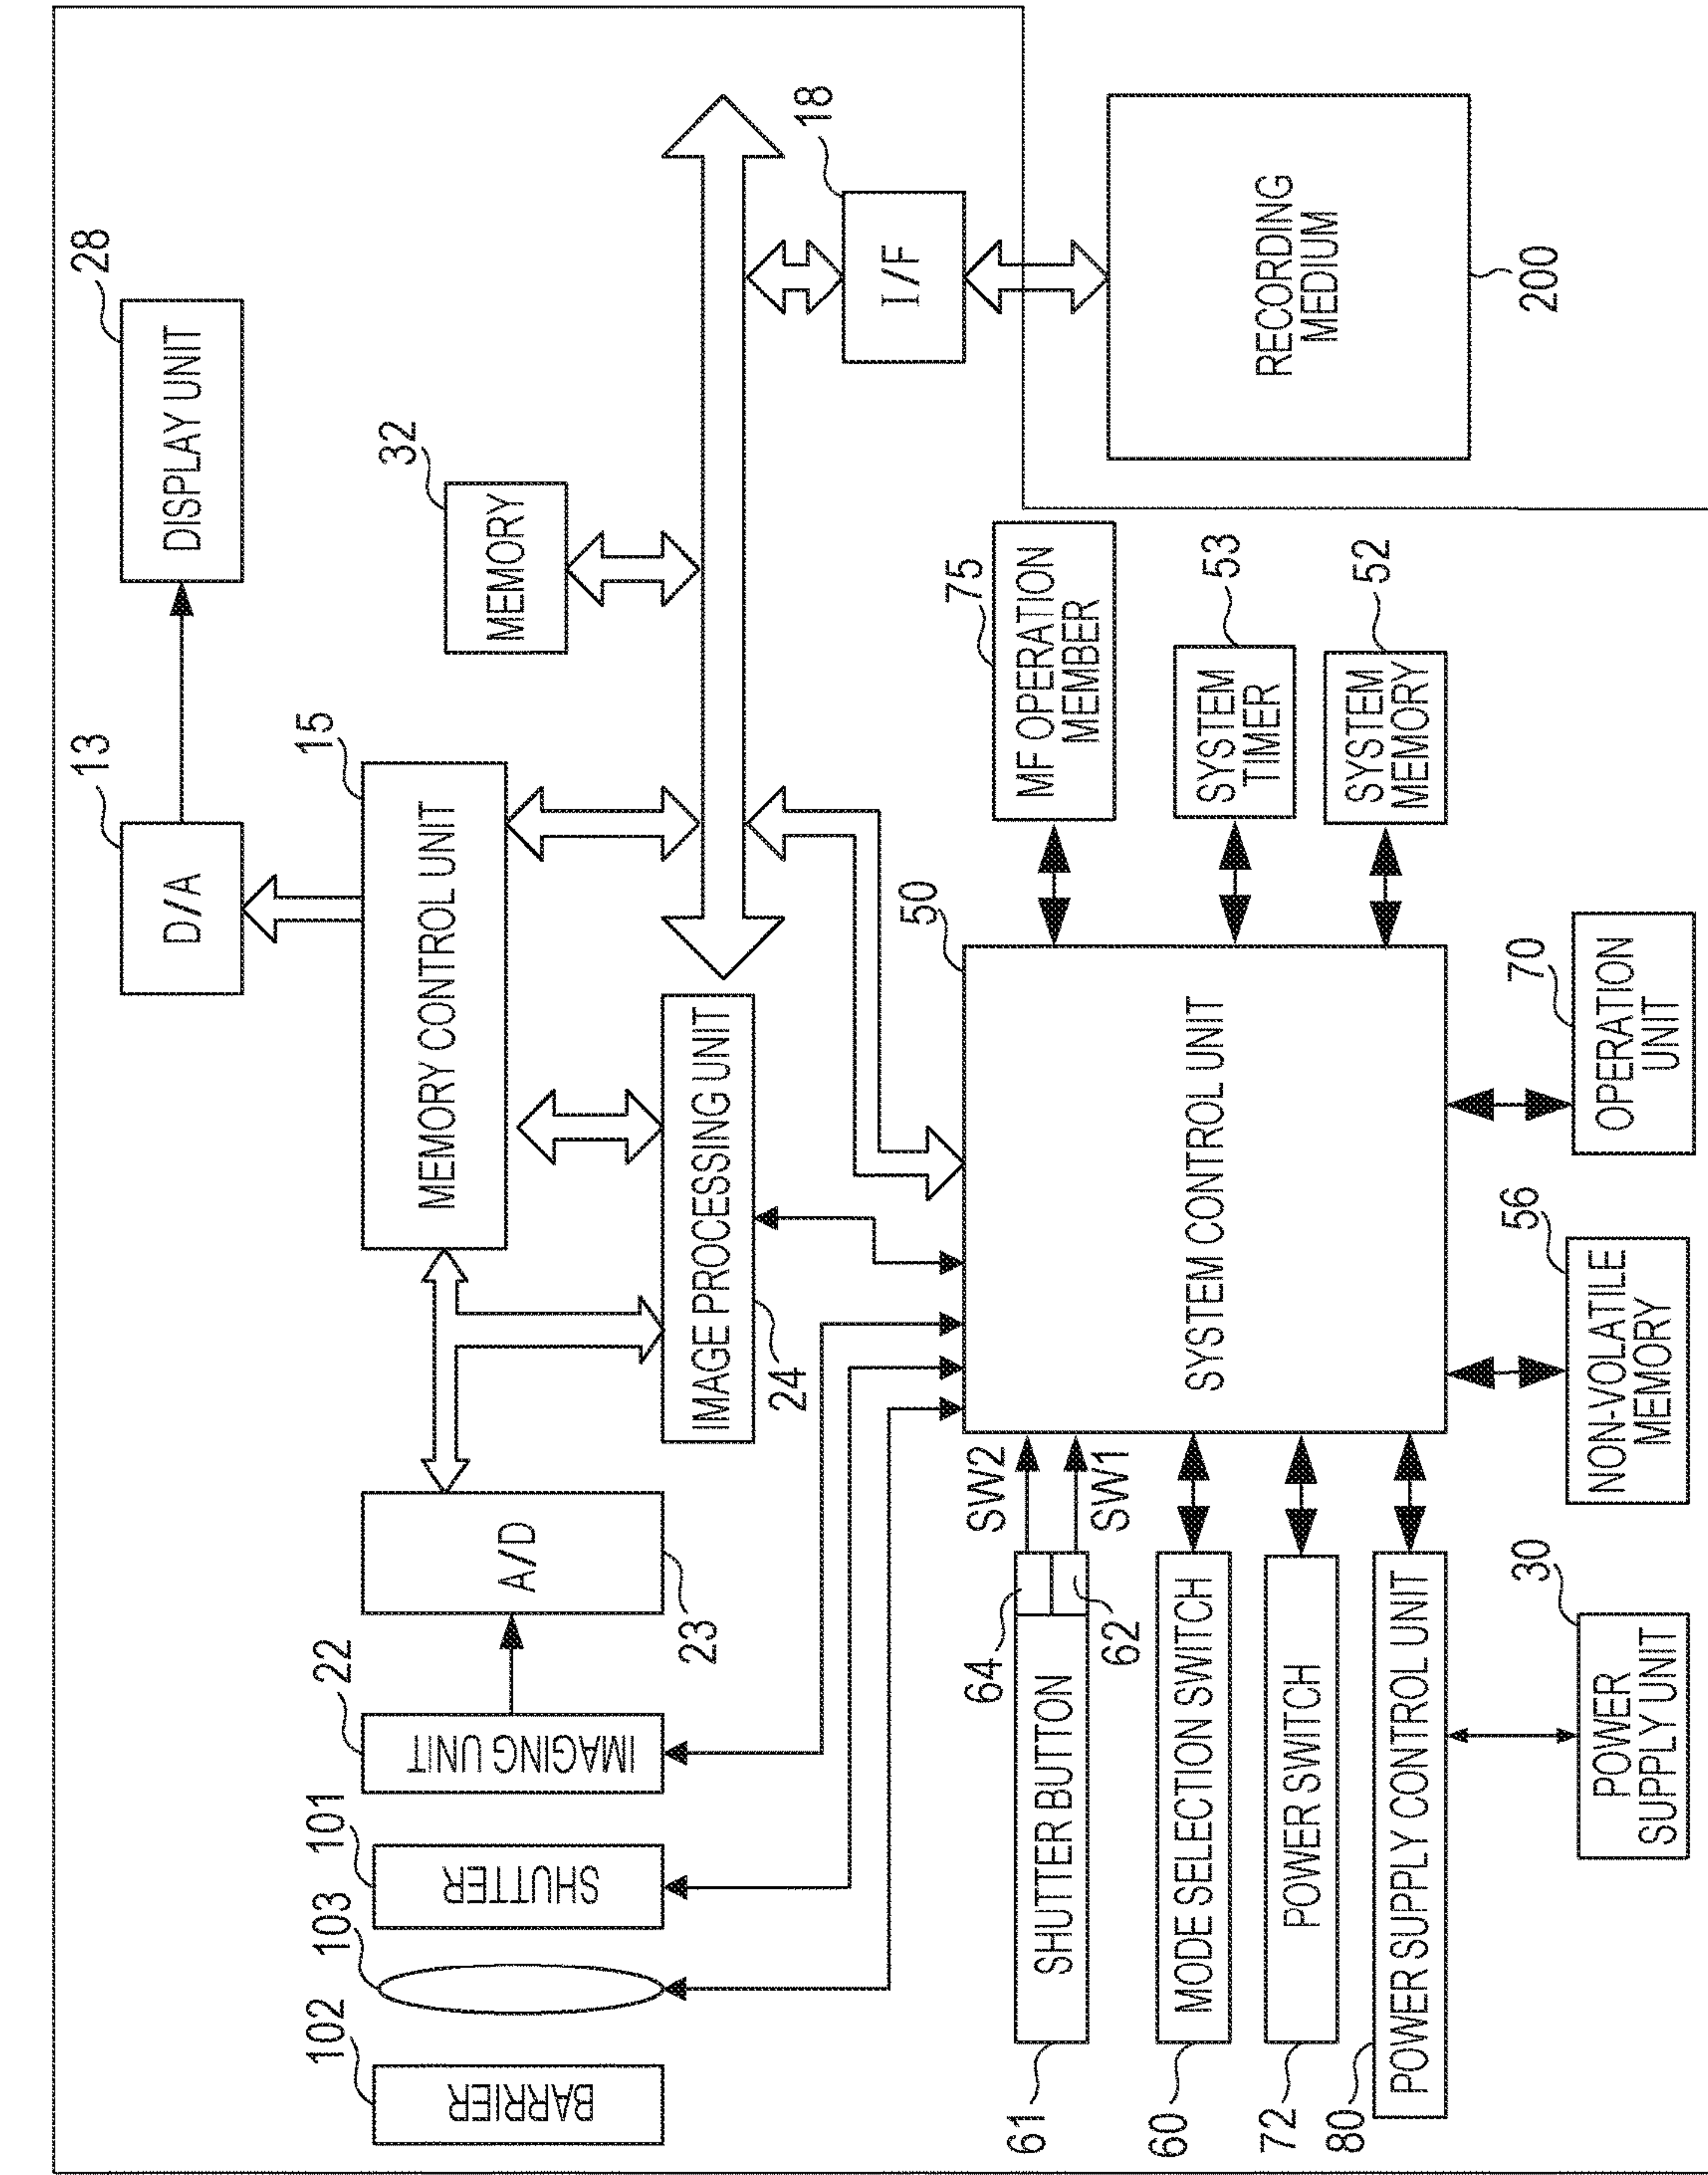 28
DISPLAY UNIT
13
D/A
32
MEMORY
15
MEMORY CONTROL UNIT
18
I/F
RECORDING
MEDIUM
200
102
BARRIER
103
101
SHUTTER
22
IMAGING UNIT
A/D
23
IMAGE PROCESSING UNIT
24
50
SYSTEM CONTROL UNIT
75
MF OPERATION
MEMBER
53
SYSTEM
TIMER
52
SYSTEM
MEMORY
64
SW2
61
SHUTTER BUTTON
62
SW1
60
MODE SELECTION SWITCH
72
POWER SWITCH
80
POWER SUPPLY CONTROL UNIT
30
POWER
SUPPLY UNIT
56
NON-VOLATILE
MEMORY
70
OPERATION
UNIT